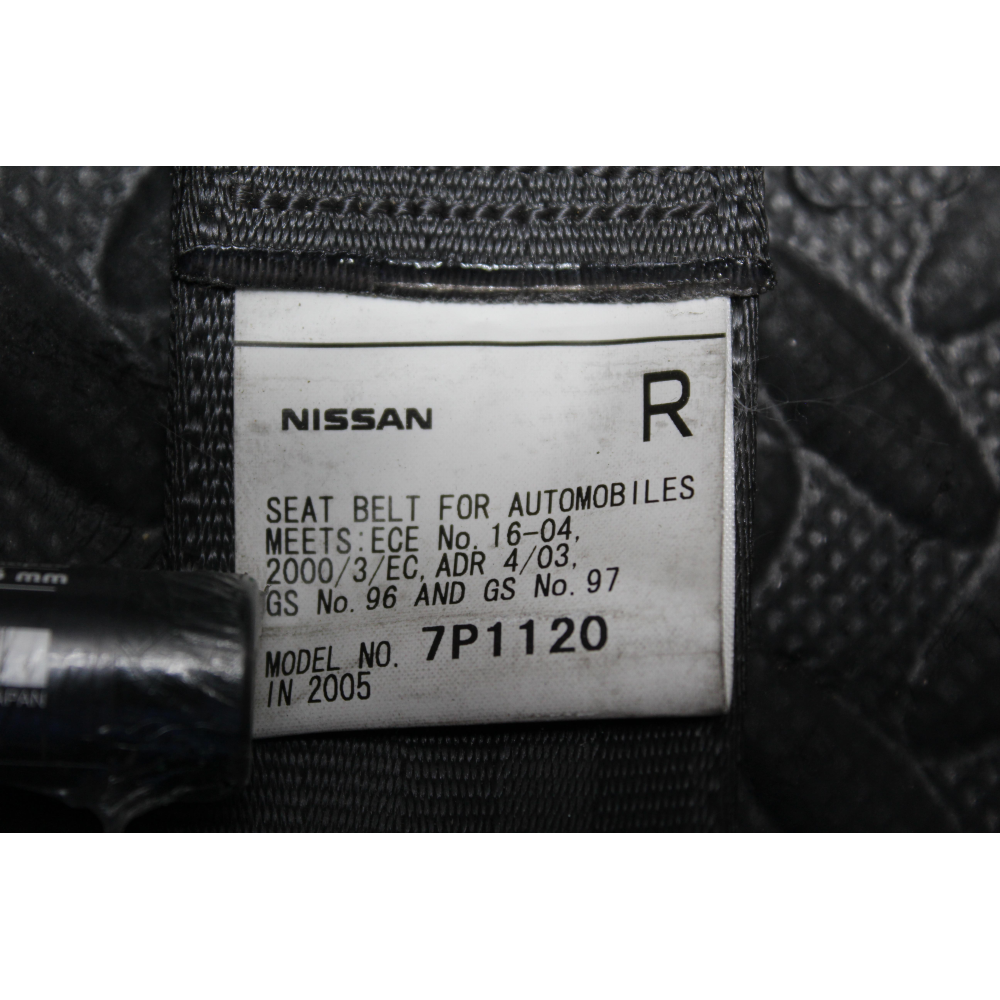 NISSAN R
SEAT BELT FOR AUTOMOBILES
MEETS:ECE No. 16-04,
2000/3/EC, ADR 4/03,
GS No. 96 AND GS No. 97
MODEL NO. 7P1120
IN 2005
mm